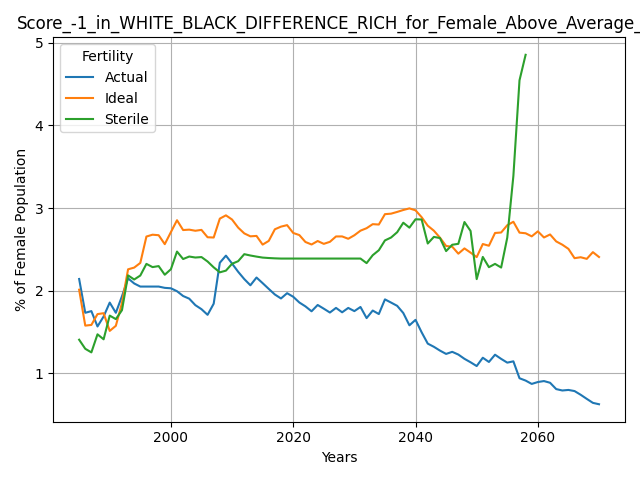 Score_-1_in_WHITE_BLACK_DIFFERENCE_RICH_for_Female_Above_Average_
Fertility
Actual
Ideal
Sterile
% of Female Population
5
4
3
2
1
2000
2020
2040
2060
Years